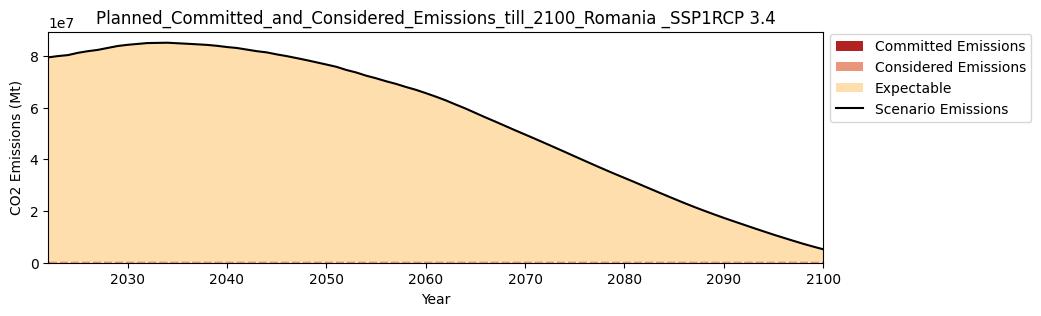 Planned_Committed_and_Considered_Emissions_till_2100_Romania _SSP1RCP 3.4
1e7
8
6
4
2
0
CO2 Emissions (Mt)
2030 2040 2050 2060 2070 2080 2090 2100
Year
Committed Emissions
Considered Emissions
Expectable
Scenario Emissions